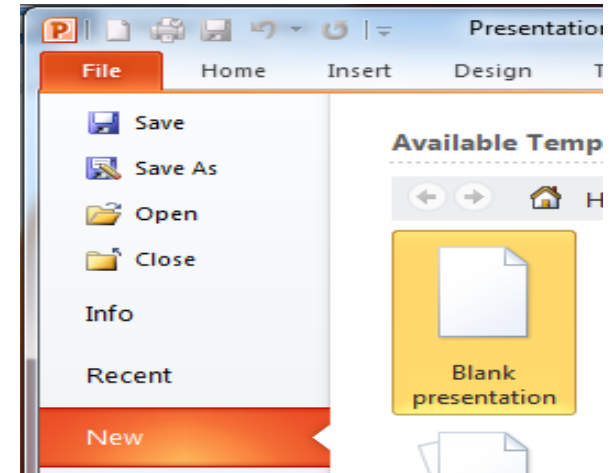 P
Presentation
File Home Insert Design T
Save
Save As
Open
Close
Info
Recent
New
Available Temp
H
Blank
presentation